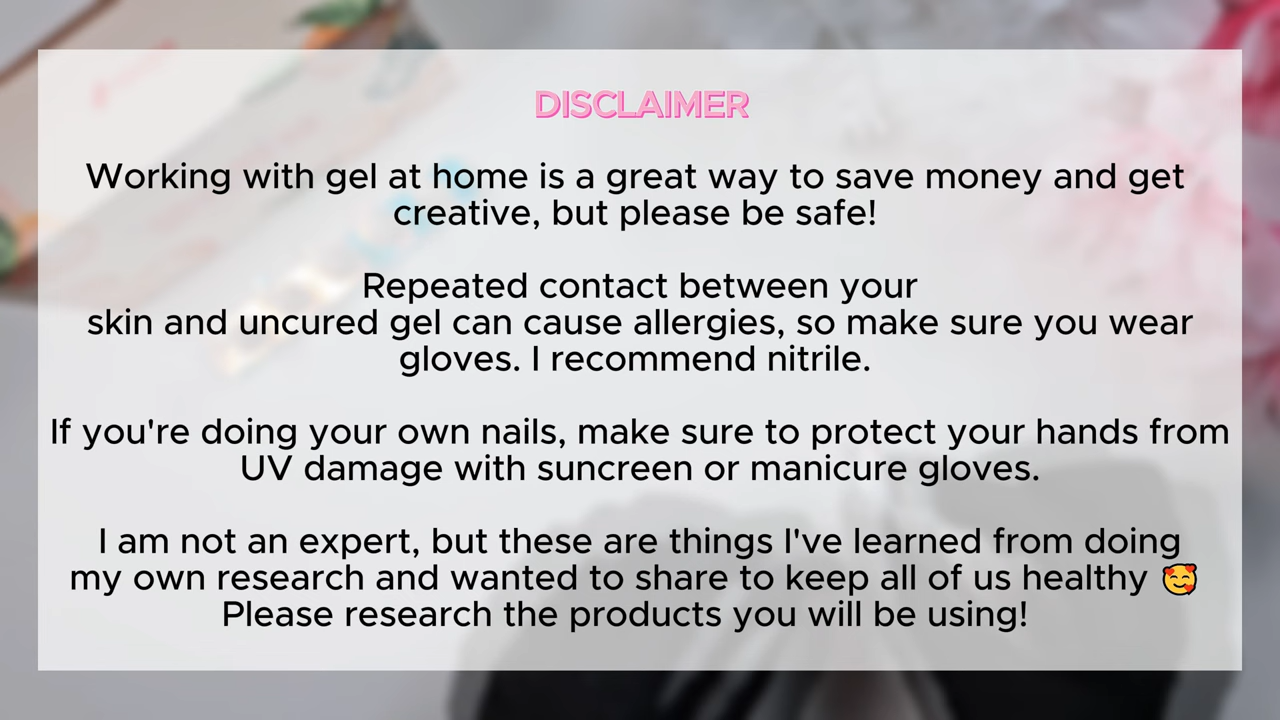 DISCLAIMER
Working with gel at home is a great way to save money and get
creative, but please be safe!
Repeated contact between your
skin and uncured gel can cause allergies, so make sure you wear
gloves. I recommend nitrile.
If you're doing your own nails, make sure to protect your hands from
UV damage with suncreen or manicure gloves.
I am not an expert, but these are things I've learned from doing
my own research and wanted to share to keep all of us healthy 🥰
Please research the products you will be using!